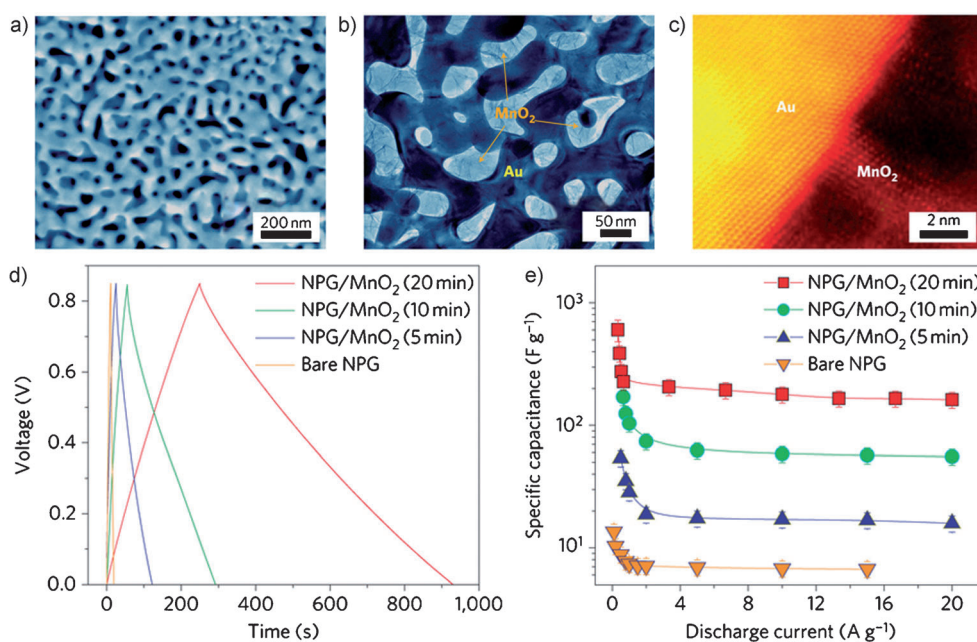 a)
200 nm
b)
MnO₂
Au
50 nm
c)
Au
MnO₂
2 nm
d)
NPG/MnO₂ (20 min)
NPG/MnO₂ (10 min)
NPG/MnO₂ (5 min)
Bare NPG
0.8
0.6
0.4
0.2
0.0
Voltage (V)
0 200 400 600 800 1,000
Time (s)
e)
NPG/MnO₂ (20 min)
NPG/MnO₂ (10 min)
NPG/MnO₂ (5 min)
Bare NPG
10³
10²
10¹
Specific capacitance (F g⁻¹)
0 4 8 12 16 20
Discharge current (A g⁻¹)